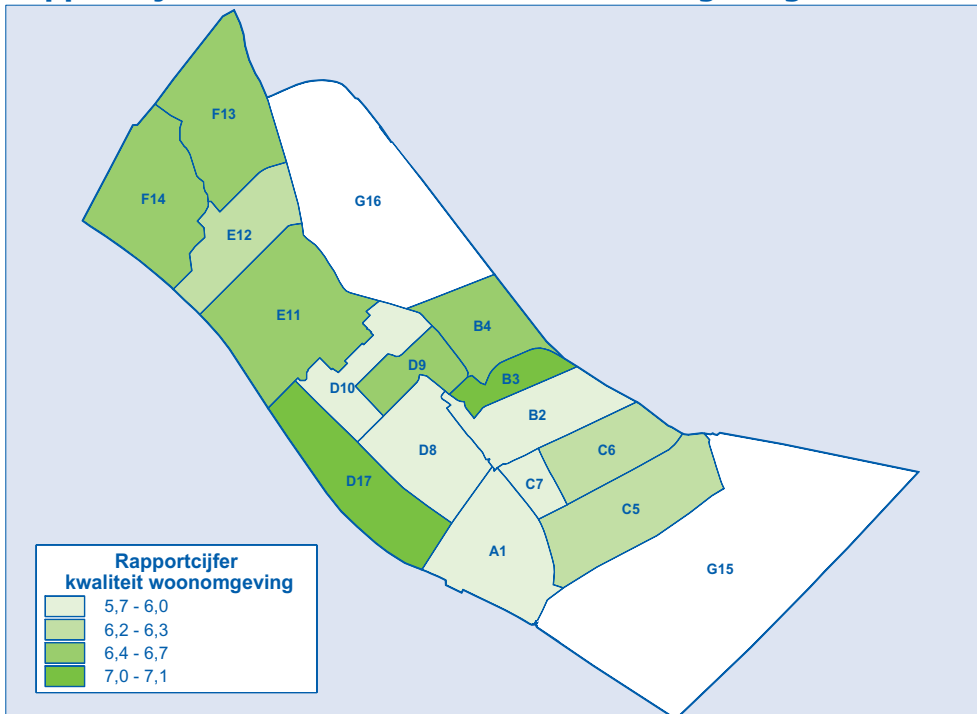 F13
F14
G16
E12
E11
B4
D9
B3
D10
B2
D8
C6
C7
D17
C5
A1
G15
Rapportcijfer
kwaliteit woonomgeving
5,7 - 6,0
6,2 - 6,3
6,4 - 6,7
7,0 - 7,1